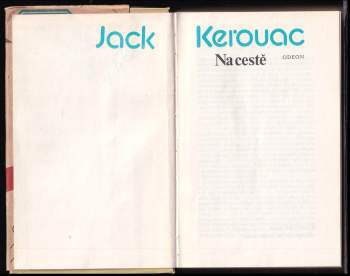 Jack Kerouac
Na cestě ODEON